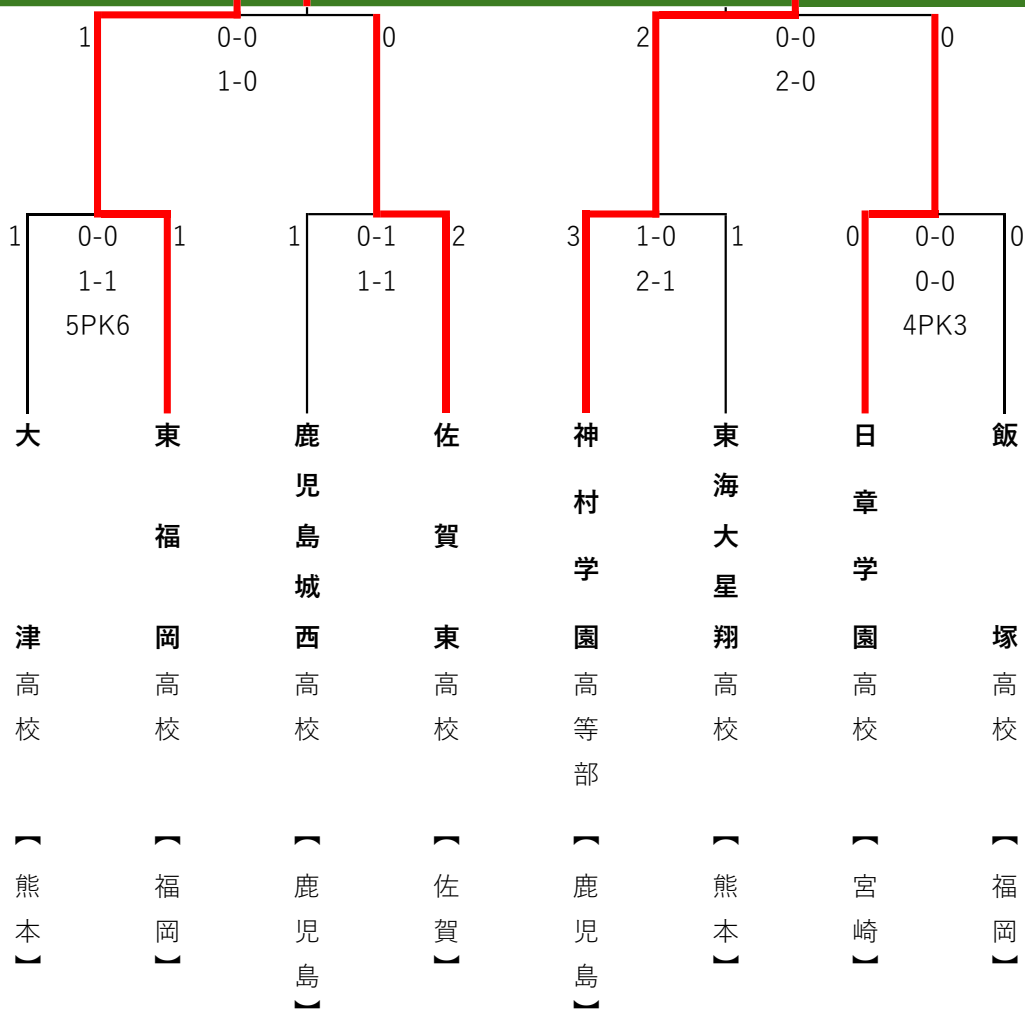 1 0-0 0
1-0
2 0-0 0
2-0
1 0-0 1
1-1
5PK6
1 0-1 2
1-1
3 1-0 1
2-1
0 0-0 0
0-0
4PK3
大津高校【熊本】
東福岡高校【福岡】
鹿児島城西高校【鹿児島】
佐賀東高校【佐賀】
神村学園高等部【鹿児島】
東海大星翔高校【熊本】
日章学園高校【宮崎】
飯塚高校【福岡】